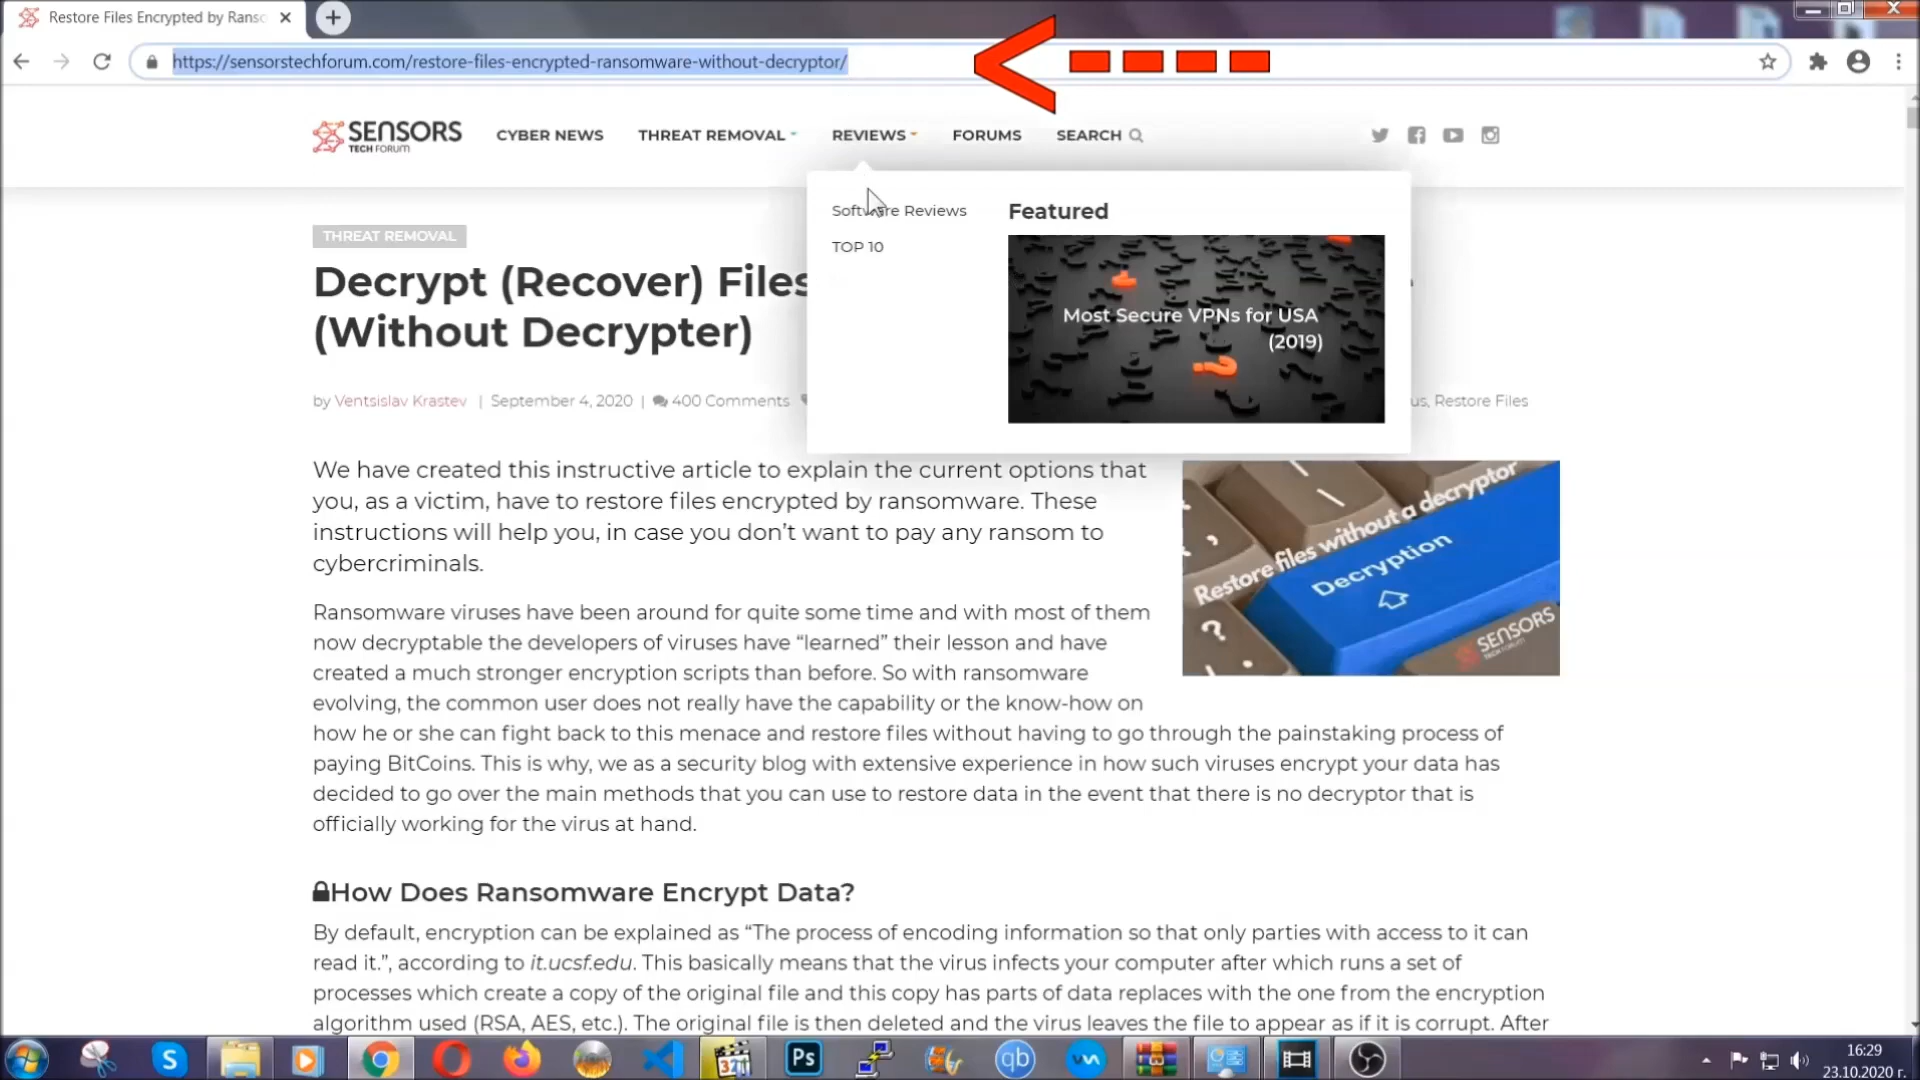 Restore Files Encrypted by Ranso
https://sensorstechforum.com/restore-files-encrypted-ransomware-without-decryptor/
SENSORS
TECH FORUM
CYBER NEWS THREAT REMOVAL REVIEWS FORUMS SEARCH
Software Reviews
TOP 10
Featured
Most Secure VPNs for USA
(2019)
THREAT REMOVAL
Decrypt (Recover) Files
(Without Decrypter)
by Ventsislav Krastev | September 4, 2020 | 400 Comments
us, Restore Files
We have created this instructive article to explain the current options that
you, as a victim, have to restore files encrypted by ransomware. These
instructions will help you, in case you don’t want to pay any ransom to
cybercriminals.
Restore files without a decryptor
Decryption
SENSORS
Ransomware viruses have been around for quite some time and with most of them
now decryptable the developers of viruses have “learned” their lesson and have
created a much stronger encryption scripts than before. So with ransomware
evolving, the common user does not really have the capability or the know-how on
how he or she can fight back to this menace and restore files without having to go through the painstaking process of
paying BitCoins. This is why, we as a security blog with extensive experience in how such viruses encrypt your data has
decided to go over the main methods that you can use to restore data in the event that there is no decryptor that is
officially working for the virus at hand.
How Does Ransomware Encrypt Data?
By default, encryption can be explained as “The process of encoding information so that only parties with access to it can
read it.”, according to it.ucsf.edu. This basically means that the virus infects your computer after which runs a set of
processes which create a copy of the original file and this copy has parts of data replaces with the one from the encryption
algorithm used (RSA, AES, etc.). The original file is then deleted and the virus leaves the file to appear as if it is corrupt. After
S
321
Ps
qb
16:29
23.10.2020 г.